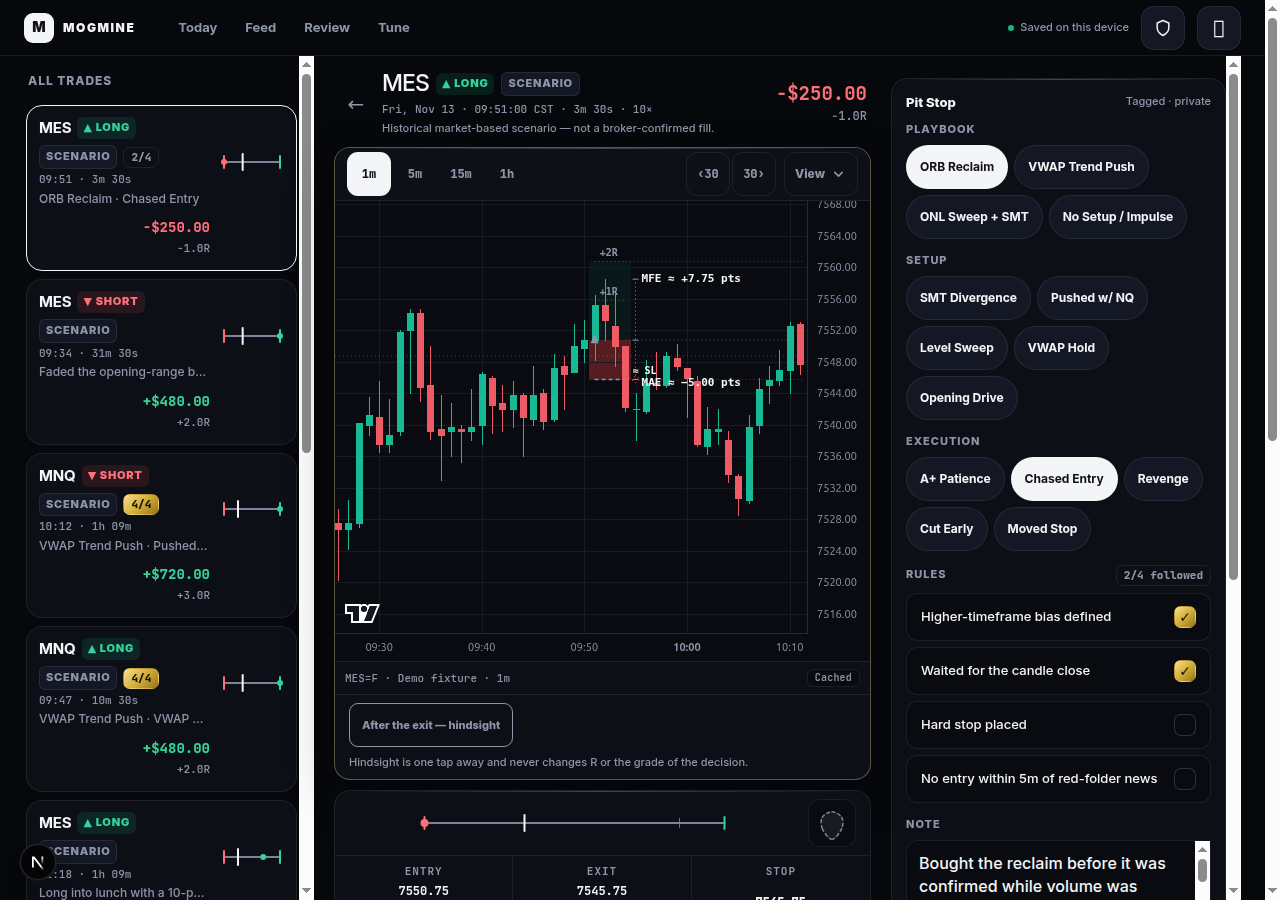 M MOGMINE Today Feed Review Tune Saved on this device
ALL TRADES
MES ▲ LONG
SCENARIO 2/4
09:51 · 3m 30s
ORB Reclaim · Chased Entry
-$250.00
-1.0R
MES ▼ SHORT
SCENARIO
09:34 · 31m 30s
Faded the opening-range b...
+$480.00
+2.0R
MNQ ▼ SHORT
SCENARIO 4/4
10:12 · 1h 09m
VWAP Trend Push · Pushed...
+$720.00
+3.0R
MNQ ▲ LONG
SCENARIO 4/4
09:47 · 10m 30s
VWAP Trend Push · VWAP ...
+$480.00
+2.0R
MES ▲ LONG
CENARIO
:18 · 1h 09m
Long into lunch with a 10-p...
N
← MES ▲ LONG SCENARIO
Fri, Nov 13 · 09:51:00 CST · 3m 30s · 10×
Historical market-based scenario — not a broker-confirmed fill.
-$250.00
-1.0R
1m 5m 15m 1h ‹30 30› View
7568.00
7564.00
7560.00
7556.00
7552.00
7548.00
7544.00
7540.00
7536.00
7532.00
7528.00
7524.00
7520.00
7516.00
+2R
MFE ≈ +7.75 pts
+1R
≈ SL
MAE ≈ −5.00 pts
09:30 09:40 09:50 10:00 10:10
MES=F · Demo fixture · 1m Cached
After the exit — hindsight
Hindsight is one tap away and never changes R or the grade of the decision.
ENTRY EXIT STOP
7550.75 7545.75
Pit Stop Tagged · private
PLAYBOOK
ORB Reclaim VWAP Trend Push
ONL Sweep + SMT No Setup / Impulse
SETUP
SMT Divergence Pushed w/ NQ
Level Sweep VWAP Hold
Opening Drive
EXECUTION
A+ Patience Chased Entry Revenge
Cut Early Moved Stop
RULES 2/4 followed
Higher-timeframe bias defined ✓
Waited for the candle close ✓
Hard stop placed
No entry within 5m of red-folder news
NOTE
Bought the reclaim before it was
confirmed while volume was